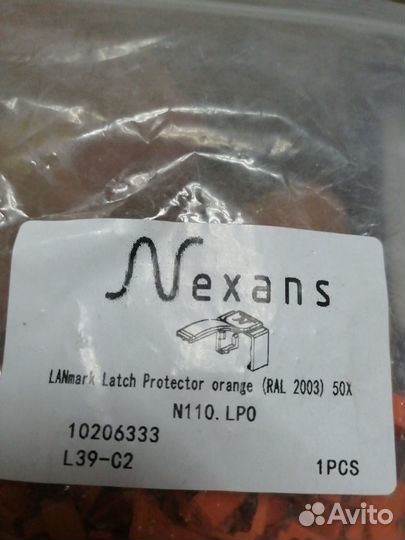 Nexans
LANmark Latch Protector orange (RAL 2003) 50X
N110.LPO
10206333
L39-C2
1PCS
Avito